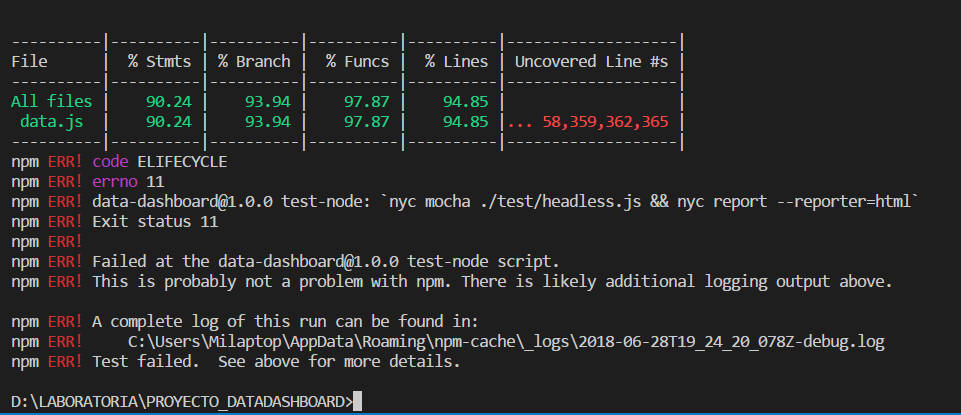 ----------|----------|----------|----------|----------|-------------------|
File      |  % Stmts | % Branch |  % Funcs |  % Lines | Uncovered Line #s |
----------|----------|----------|----------|----------|-------------------|
All files |    90.24 |    93.94 |    97.87 |    94.85 |                   |
 data.js  |    90.24 |    93.94 |    97.87 |    94.85 |... 58,359,362,365 |
----------|----------|----------|----------|----------|-------------------|
npm ERR! code ELIFECYCLE
npm ERR! errno 11
npm ERR! data-dashboard@1.0.0 test-node: `nyc mocha ./test/headless.js && nyc report --reporter=html`
npm ERR! Exit status 11
npm ERR!
npm ERR! Failed at the data-dashboard@1.0.0 test-node script.
npm ERR! This is probably not a problem with npm. There is likely additional logging output above.
npm ERR! A complete log of this run can be found in:
npm ERR!     C:\Users\Milaptop\AppData\Roaming\npm-cache\_logs\2018-06-28T19_24_20_078Z-debug.log
npm ERR! Test failed.  See above for more details.
D:\LABORATORIA\PROYECTO_DATADASHBOARD>